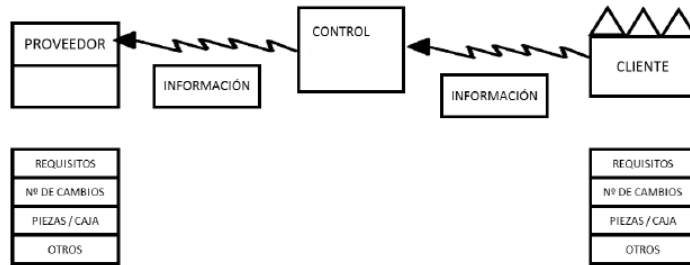 PROVEEDOR
CONTROL
CLIENTE
INFORMACIÓN
INFORMACIÓN
REQUISITOS
Nº DE CAMBIOS
PIEZAS / CAJA
OTROS
REQUISITOS
Nº DE CAMBIOS
PIEZAS / CAJA
OTROS